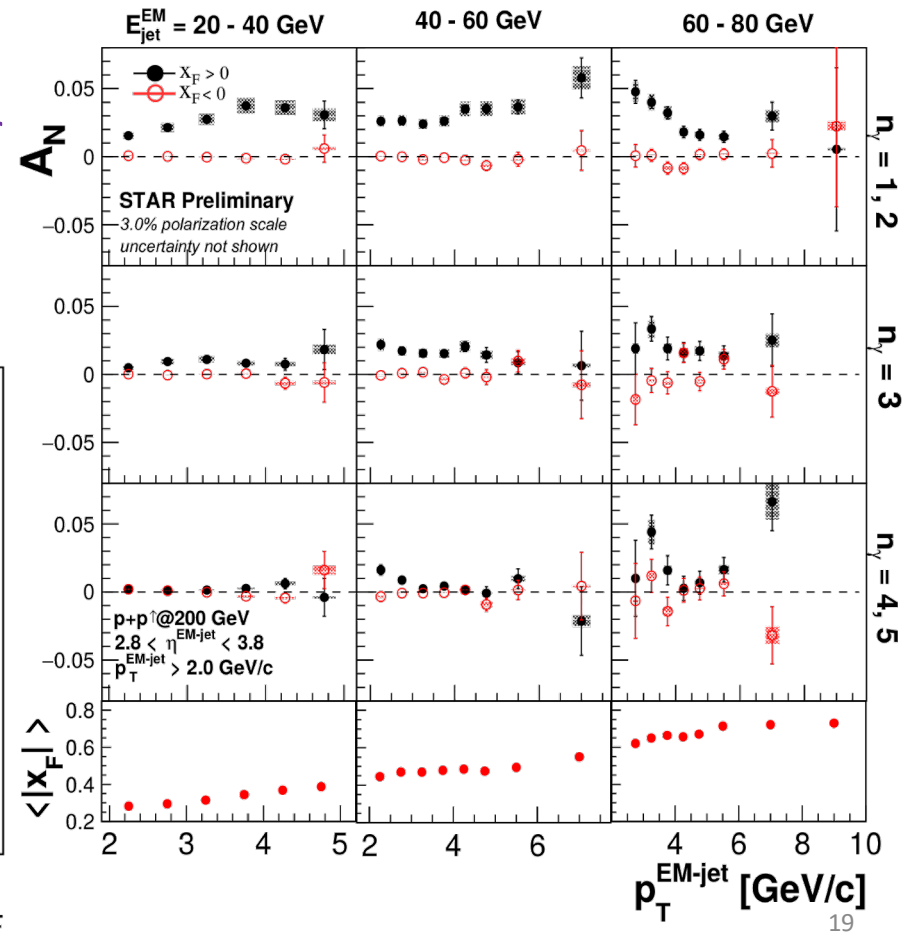 E_jet^EM = 20 - 40 GeV
40 - 60 GeV
60 - 80 GeV
A_N
0.05
0
−0.05
x_F > 0
x_F < 0
STAR Preliminary
3.0% polarization scale
uncertainty not shown
n_γ = 1, 2
0.05
0
−0.05
n_γ = 3
0.05
0
−0.05
p+p↑@200 GeV
2.8 < η^EM-jet < 3.8
p_T^EM-jet > 2.0 GeV/c
n_γ = 4, 5
<|x_F|>
0.8
0.6
0.4
0.2
2 3 4 5 2 4 6 4 6 8 10
p_T^EM-jet [GeV/c]
19